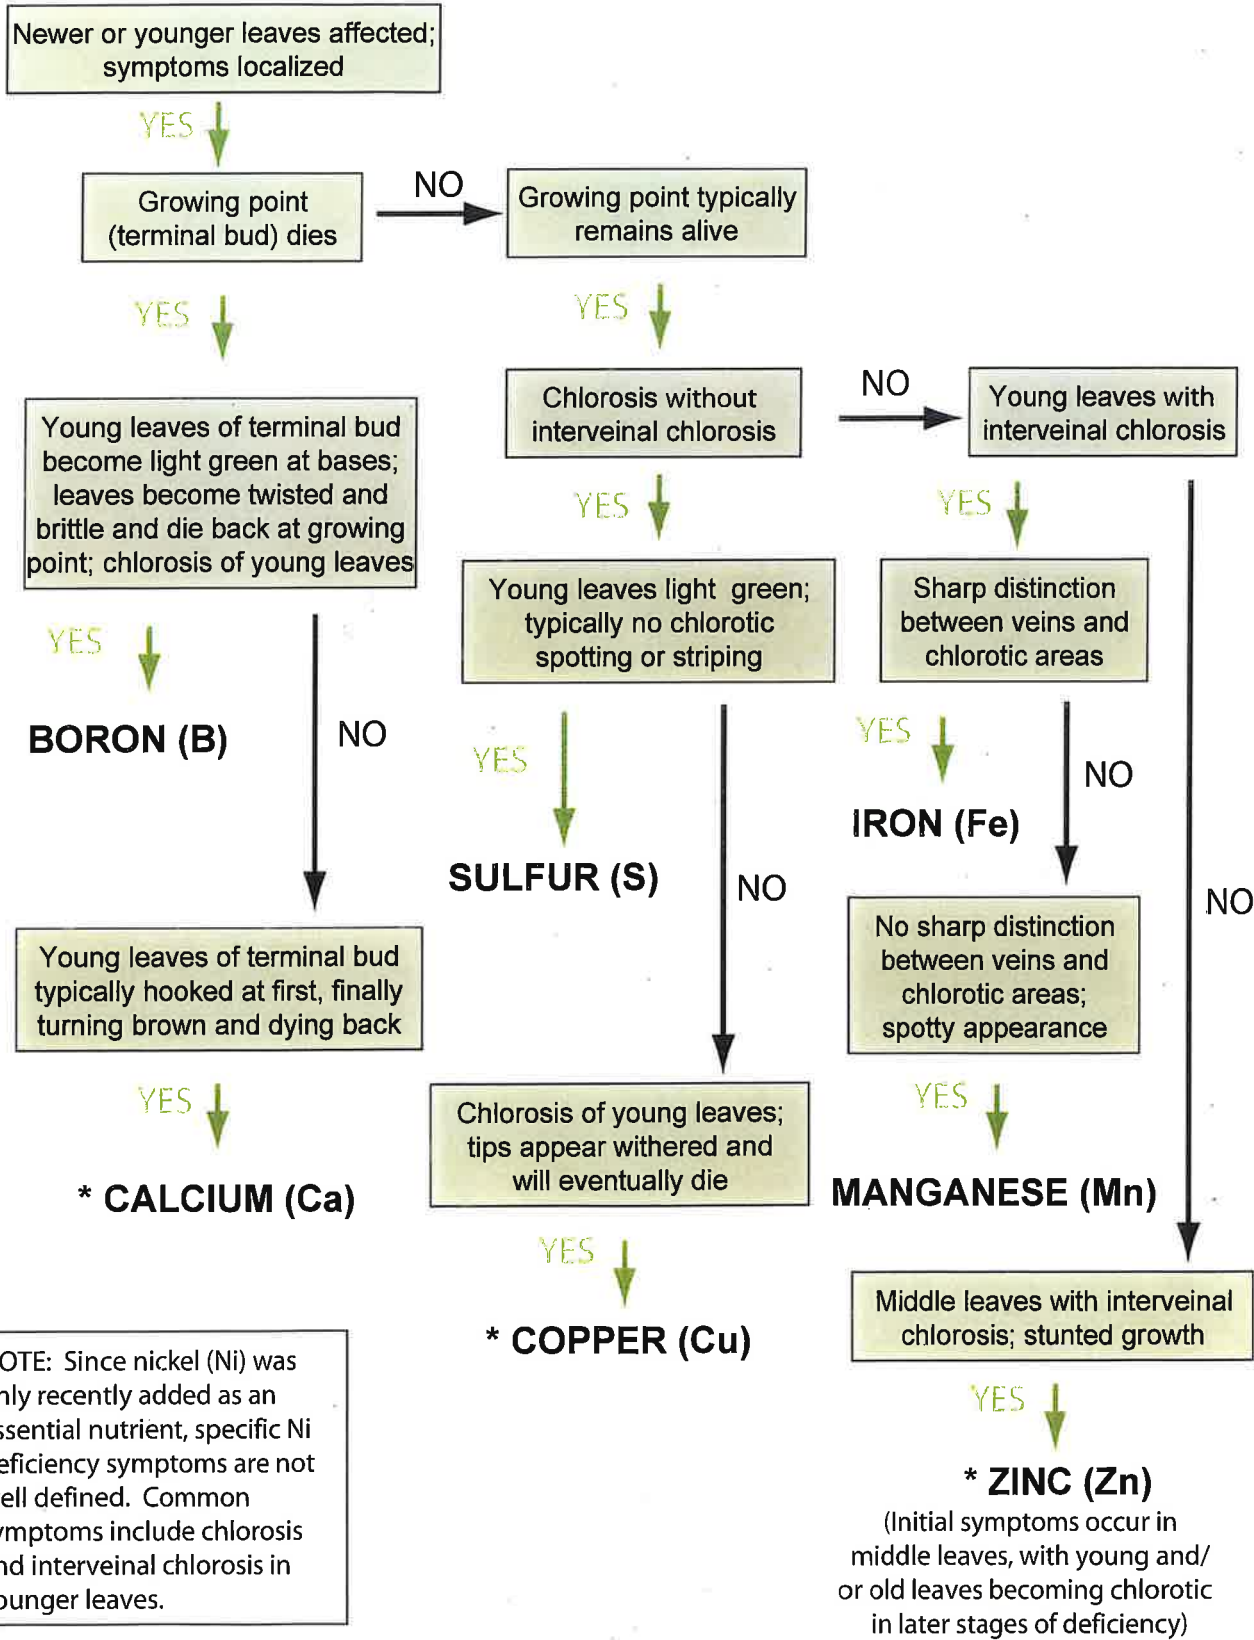 Newer or younger leaves affected;
symptoms localized
YES
Growing point
(terminal bud) dies
NO
Growing point typically
remains alive
YES
YES
Young leaves of terminal bud
become light green at bases;
leaves become twisted and
brittle and die back at growing
point; chlorosis of young leaves
Chlorosis without
interveinal chlorosis
NO
Young leaves with
interveinal chlorosis
YES
YES
Young leaves light green;
typically no chlorotic
spotting or striping
Sharp distinction
between veins and
chlorotic areas
YES
BORON (B)
NO
YES
SULFUR (S)
NO
YES
IRON (Fe)
NO
NO
Young leaves of terminal bud
typically hooked at first, finally
turning brown and dying back
No sharp distinction
between veins and
chlorotic areas;
spotty appearance
YES
* CALCIUM (Ca)
Chlorosis of young leaves;
tips appear withered and
will eventually die
YES
MANGANESE (Mn)
YES
* COPPER (Cu)
Middle leaves with interveinal
chlorosis; stunted growth
YES
* ZINC (Zn)
(Initial symptoms occur in
middle leaves, with young and/
or old leaves becoming chlorotic
in later stages of deficiency)
OTE: Since nickel (Ni) was
nly recently added as an
ssential nutrient, specific Ni
eficiency symptoms are not
ell defined. Common
ymptoms include chlorosis
nd interveinal chlorosis in
ounger leaves.